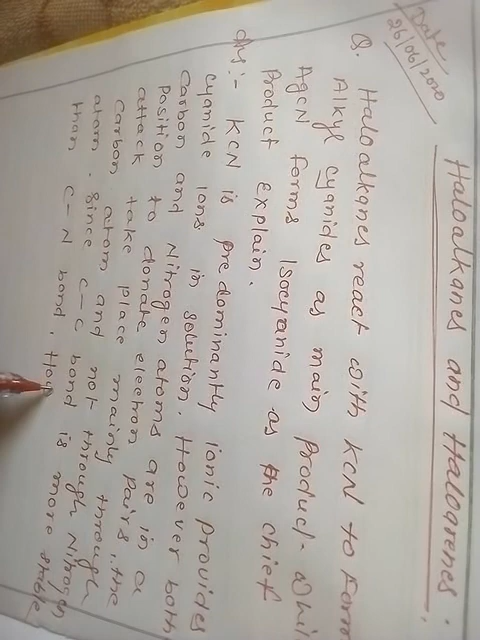 Date
26/06/2020
Haloalkanes and Halogrenes.
Q. Haloalkanes react with KCN to form
Alkyl cyanides as main product. whil
AgCN forms Isocyanide as the chief
product explain.
Ans:- KCN is predominantly ionic provides
cyanide Ions in solution. However both
carbon and Nitrogen atoms are in a
position to donate electron pairs, the
attack take place mainly through
carbon atom and not through Nitrogen
atom. since C-C bond is more stable
than C-N bond. How